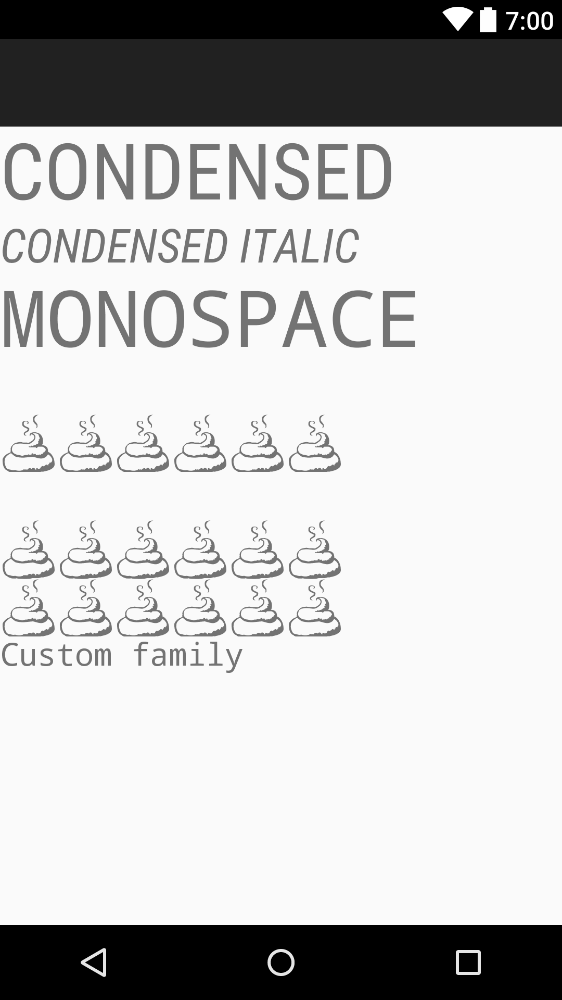 7:00
CONDENSED
CONDENSED ITALIC
MONOSPACE
Custom family